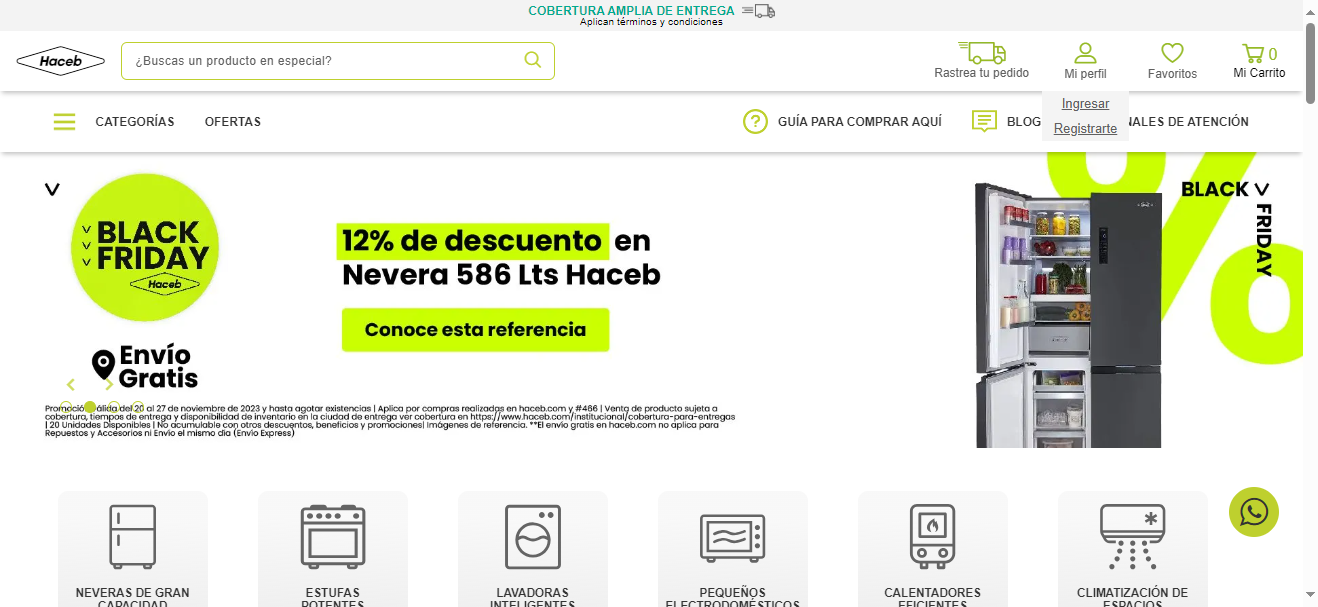 COBERTURA AMPLIA DE ENTREGA
Aplican términos y condiciones
Haceb
¿Buscas un producto en especial?
Rastrea tu pedido
Mi perfil
Favoritos
0
Mi Carrito
Ingresar
Registrarte
CATEGORÍAS
OFERTAS
GUÍA PARA COMPRAR AQUÍ
BLOG
NALES DE ATENCIÓN
BLACK
FRIDAY
Haceb
12% de descuento en
Nevera 586 Lts Haceb
Conoce esta referencia
Envío
Gratis
BLACK
FRIDAY
Promoción válida del 20 al 27 de noviembre de 2023 y hasta agotar existencias | Aplica por compras realizadas en haceb.com y #466 | Venta de producto sujeta a
cobertura, tiempos de entrega y disponibilidad de inventario en la ciudad de entrega ver cobertura en https://www.haceb.com/institucional/cobertura-para-entregas
| 20 Unidades Disponibles | No acumulable con otros descuentos, beneficios y promociones| Imágenes de referencia. **El envío gratis en haceb.com no aplica para
Repuestos y Accesorios ni Envío el mismo día (Envío Express)
NEVERAS DE GRAN
CAPACIDAD
ESTUFAS
POTENTES
LAVADORAS
INTELIGENTES
PEQUEÑOS
ELECTRODOMÉSTICOS
CALENTADORES
EFICIENTES
CLIMATIZACIÓN DE
ESPACIOS